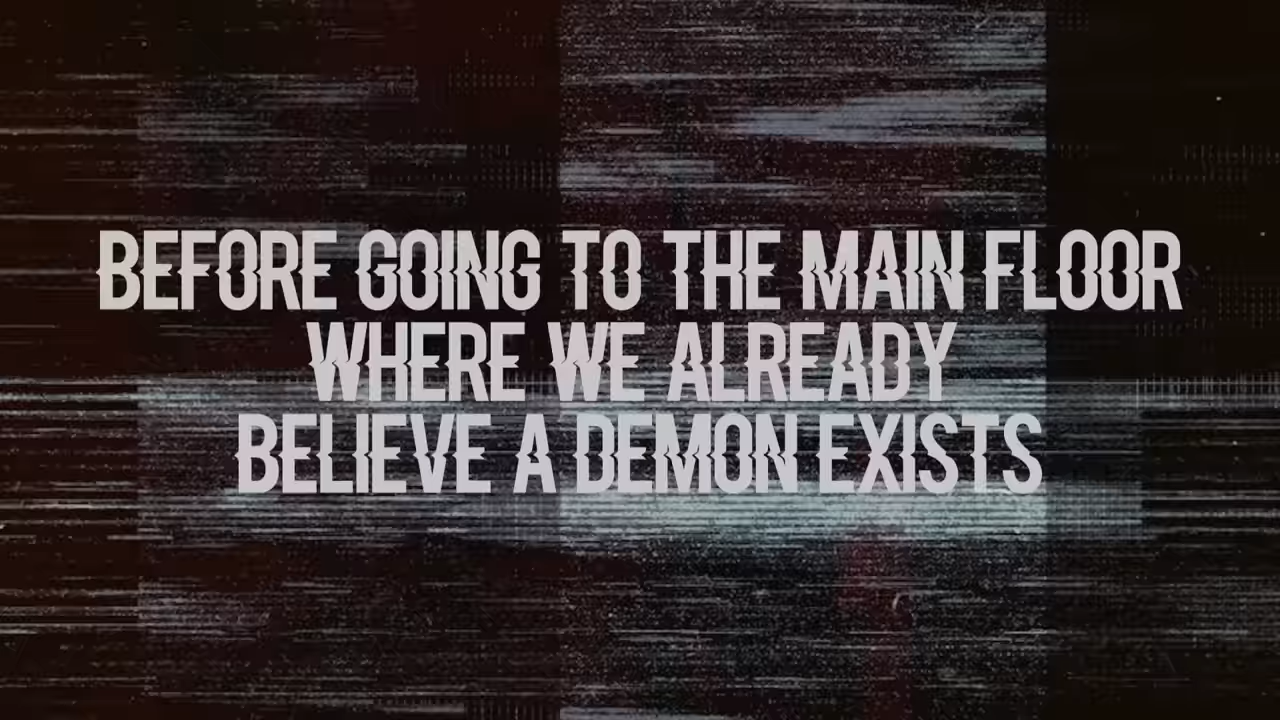 BEFORE GOING TO THE MAIN FLOOR
WHERE WE ALREADY
BELIEVE A DEMON EXISTS